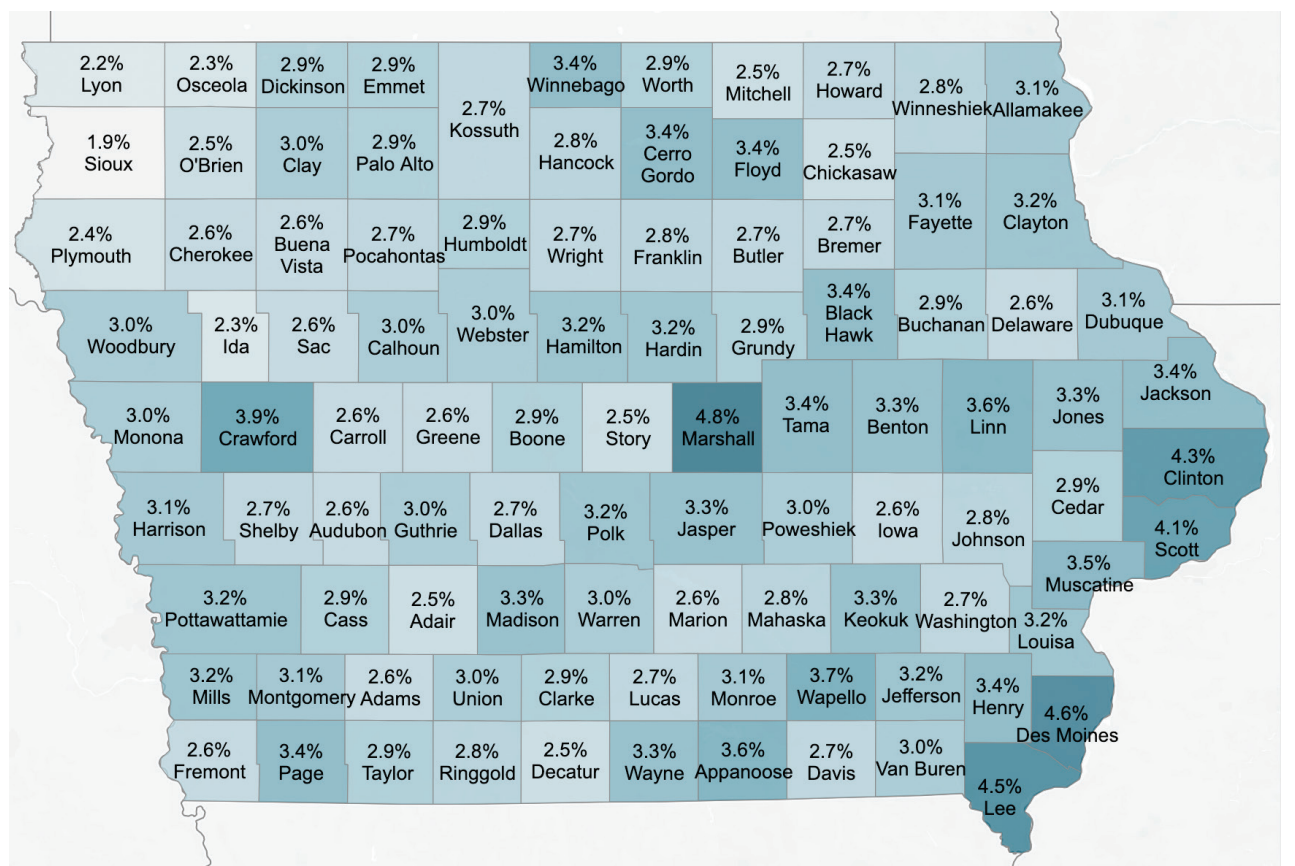 2.2%
Lyon
2.3%
Osceola
2.9%
Dickinson
2.9%
Emmet
2.7%
Kossuth
3.4%
Winnebago
2.9%
Worth
2.5%
Mitchell
2.7%
Howard
2.8%
Winneshiek
3.1%
Allamakee
1.9%
Sioux
2.5%
O'Brien
3.0%
Clay
2.9%
Palo Alto
2.8%
Hancock
3.4%
Cerro
Gordo
3.4%
Floyd
2.5%
Chickasaw
3.1%
Fayette
3.2%
Clayton
2.4%
Plymouth
2.6%
Cherokee
2.6%
Buena
Vista
2.7%
Pocahontas
2.9%
Humboldt
2.7%
Wright
2.8%
Franklin
2.7%
Butler
2.7%
Bremer
3.0%
Woodbury
2.3%
Ida
2.6%
Sac
3.0%
Calhoun
3.0%
Webster
3.2%
Hamilton
3.2%
Hardin
2.9%
Grundy
3.4%
Black
Hawk
2.9%
Buchanan
2.6%
Delaware
3.1%
Dubuque
3.0%
Monona
3.9%
Crawford
2.6%
Carroll
2.6%
Greene
2.9%
Boone
2.5%
Story
4.8%
Marshall
3.4%
Tama
3.3%
Benton
3.6%
Linn
3.3%
Jones
3.4%
Jackson
4.3%
Clinton
3.1%
Harrison
2.7%
Shelby
2.6%
Audubon
3.0%
Guthrie
2.7%
Dallas
3.2%
Polk
3.3%
Jasper
3.0%
Poweshiek
2.6%
Iowa
2.8%
Johnson
2.9%
Cedar
4.1%
Scott
3.5%
Muscatine
3.2%
Pottawattamie
2.9%
Cass
2.5%
Adair
3.3%
Madison
3.0%
Warren
2.6%
Marion
2.8%
Mahaska
3.3%
Keokuk
2.7%
Washington
3.2%
Louisa
3.2%
Mills
3.1%
Montgomery
2.6%
Adams
3.0%
Union
2.9%
Clarke
2.7%
Lucas
3.1%
Monroe
3.7%
Wapello
3.2%
Jefferson
3.4%
Henry
4.6%
Des Moines
2.6%
Fremont
3.4%
Page
2.9%
Taylor
2.8%
Ringgold
2.5%
Decatur
3.3%
Wayne
3.6%
Appanoose
2.7%
Davis
3.0%
Van Buren
4.5%
Lee